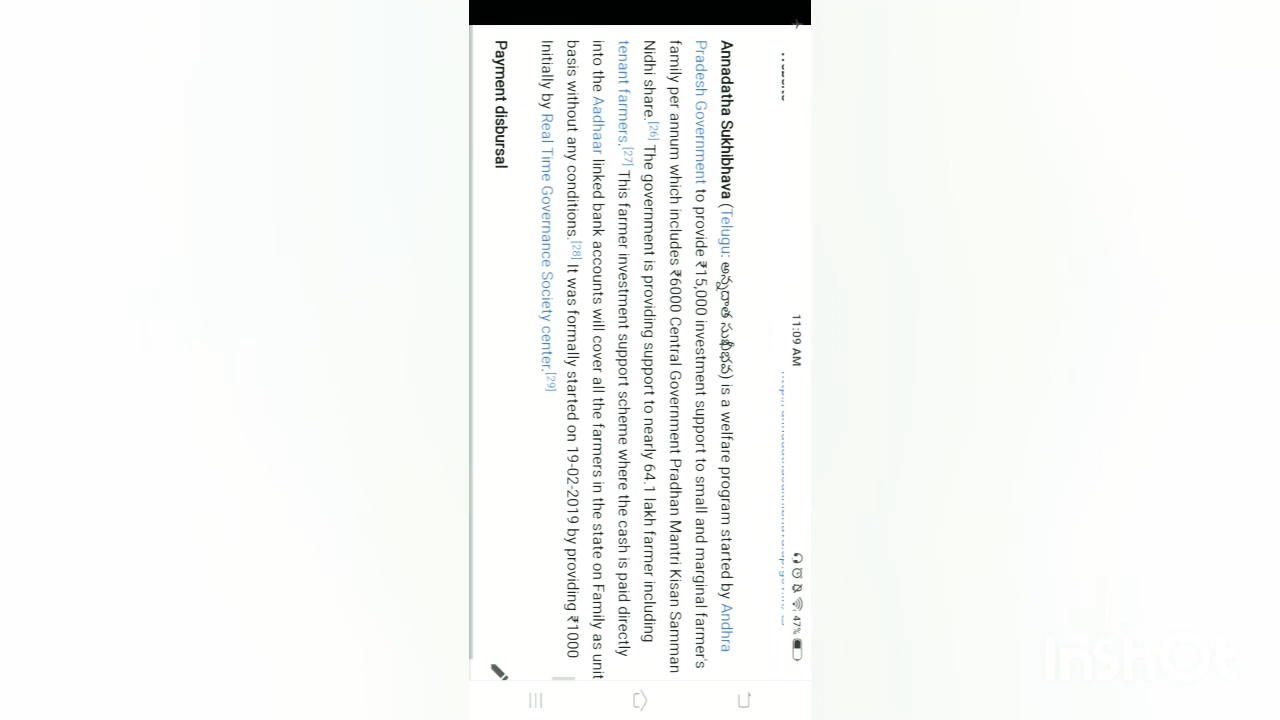 11:09 AM
47%
Annadatha Sukhibhava (Telugu: అన్నదాత సుఖీభవ) is a welfare program started by Andhra
Pradesh Government to provide ₹15,000 investment support to small and marginal farmer's
family per annum which includes ₹6000 Central Government Pradhan Mantri Kisan Samman
Nidhi share.[26] The government is providing support to nearly 64.1 lakh farmer including
tenant farmers.[27] This farmer investment support scheme where the cash is paid directly
into the Aadhaar linked bank accounts will cover all the farmers in the state on Family as unit
basis without any conditions.[28] It was formally started on 19-02-2019 by providing ₹1000
Initially by Real Time Governance Society center.[29]
Payment disbursal
InShOt